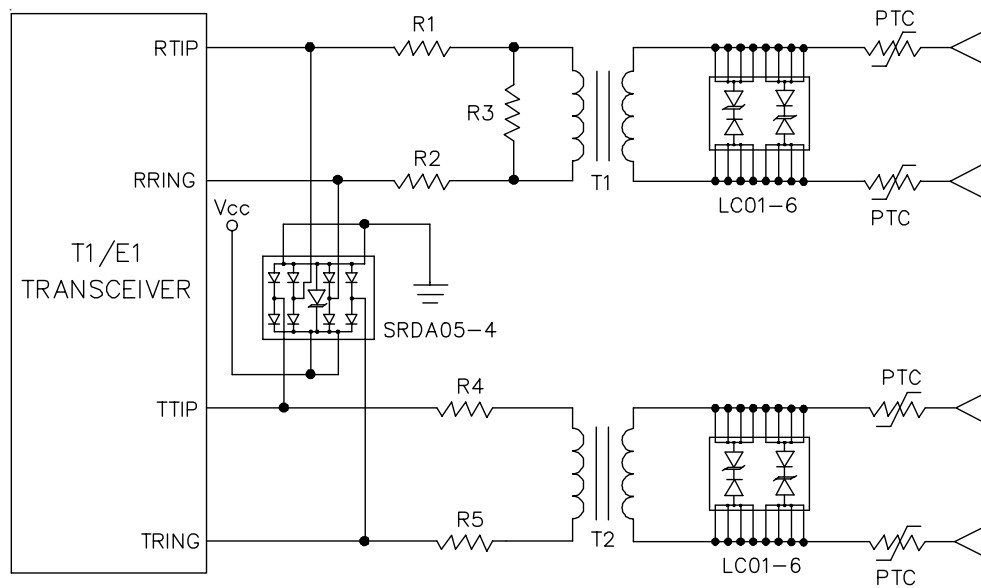 R1
PTC
RTIP
R3
R2
RRING
T1
LC01-6
PTC
Vcc
T1/E1
TRANSCEIVER
SRDA05-4
PTC
R4
TTIP
R5
T2
TRING
LC01-6
PTC